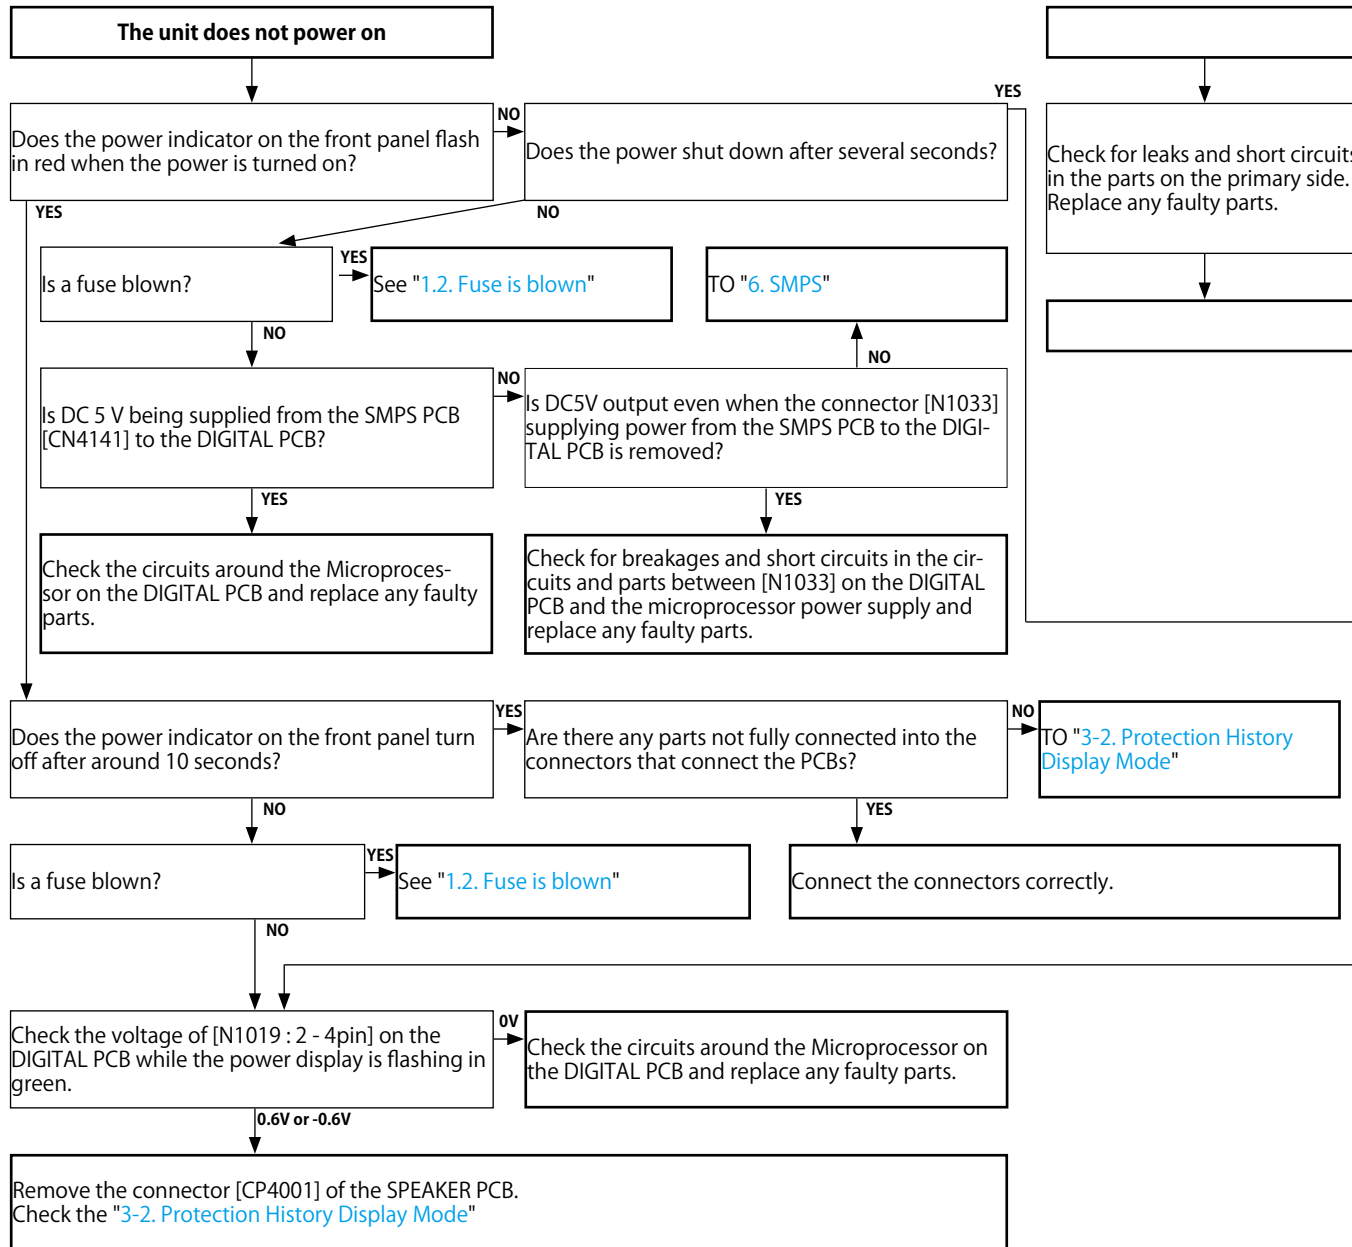 The unit does not power on
YES
NO
Does the power indicator on the front panel flash
in red when the power is turned on?
Does the power shut down after several seconds?
Check for leaks and short circuits
in the parts on the primary side.
Replace any faulty parts.
YES
NO
Is a fuse blown?
YES
See "1.2. Fuse is blown"
TO "6. SMPS"
NO
NO
Is DC 5 V being supplied from the SMPS PCB
[CN4141] to the DIGITAL PCB?
NO
Is DC5V output even when the connector [N1033]
supplying power from the SMPS PCB to the DIGI-
TAL PCB is removed?
YES
YES
Check the circuits around the Microproces-
sor on the DIGITAL PCB and replace any faulty
parts.
Check for breakages and short circuits in the cir-
cuits and parts between [N1033] on the DIGITAL
PCB and the microprocessor power supply and
replace any faulty parts.
Does the power indicator on the front panel turn
off after around 10 seconds?
YES
Are there any parts not fully connected into the
connectors that connect the PCBs?
NO
TO "3-2. Protection History
Display Mode"
NO
YES
Is a fuse blown?
YES
See "1.2. Fuse is blown"
Connect the connectors correctly.
NO
Check the voltage of [N1019 : 2 - 4pin] on the
DIGITAL PCB while the power display is flashing in
green.
0V
Check the circuits around the Microprocessor on
the DIGITAL PCB and replace any faulty parts.
0.6V or -0.6V
Remove the connector [CP4001] of the SPEAKER PCB.
Check the "3-2. Protection History Display Mode"